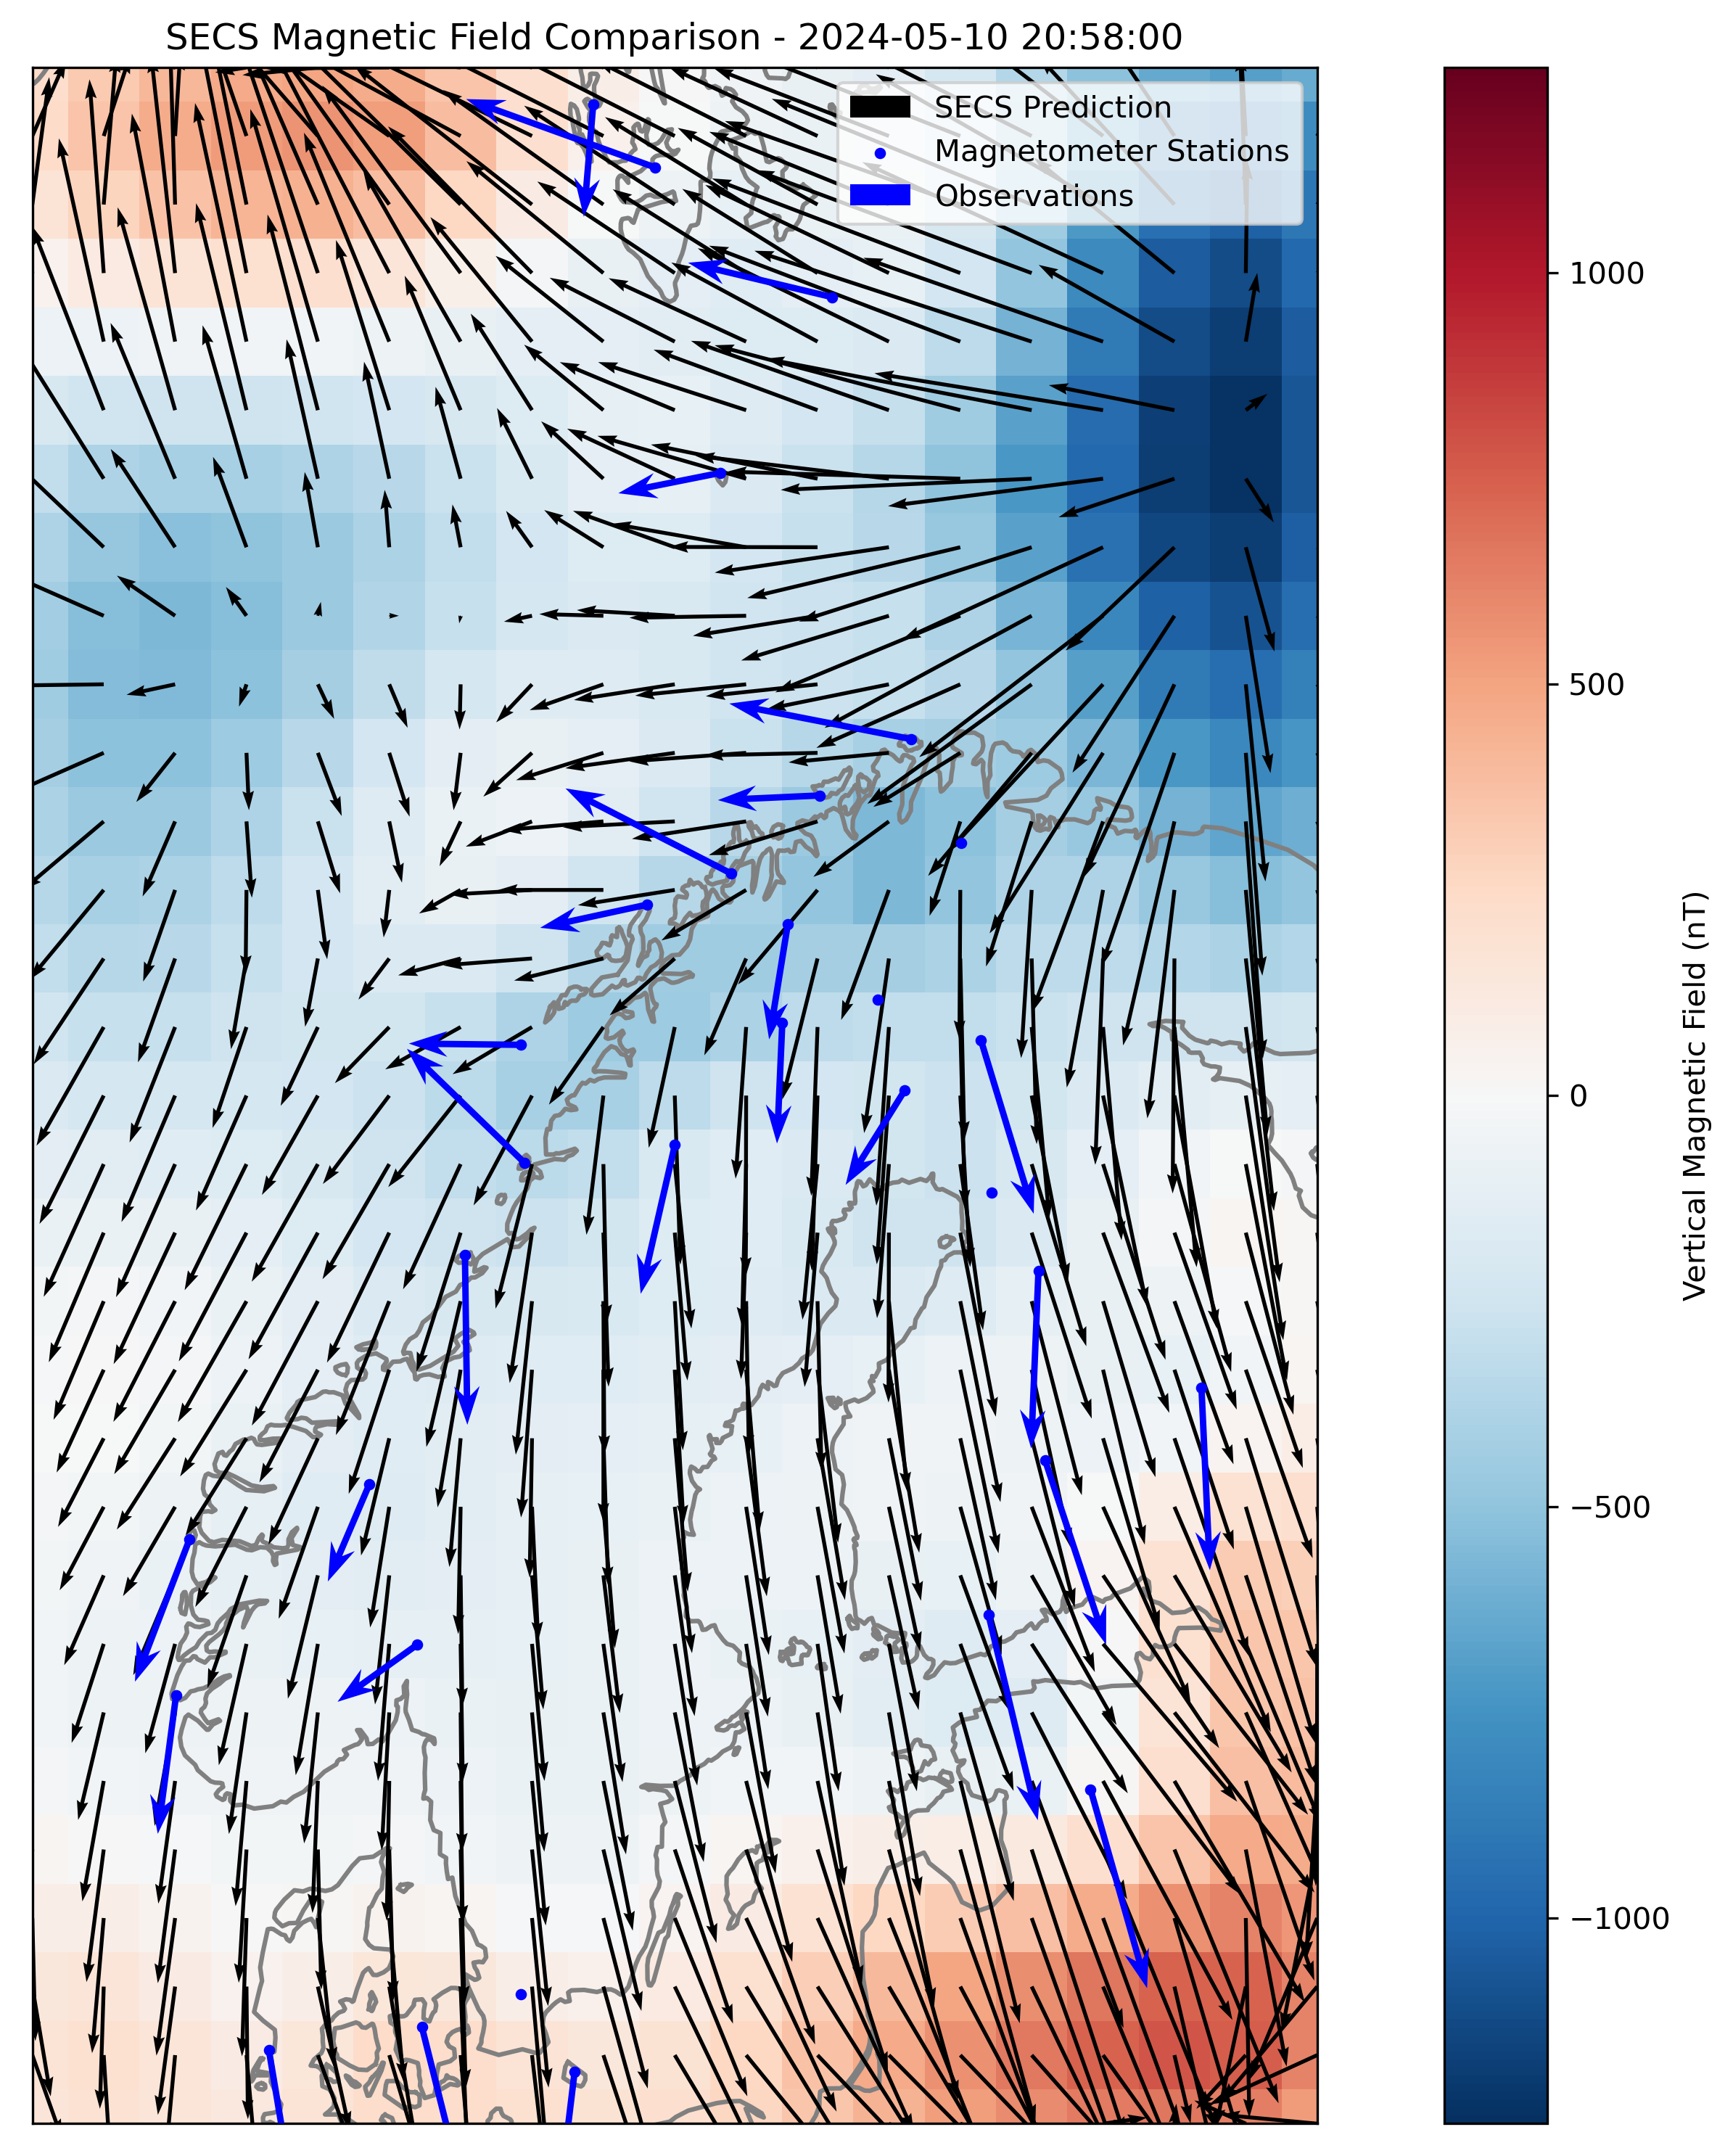 SECS Magnetic Field Comparison - 2024-05-10 20:58:00
SECS Prediction
Magnetometer Stations
Observations
1000
500
0
−500
−1000
Vertical Magnetic Field (nT)